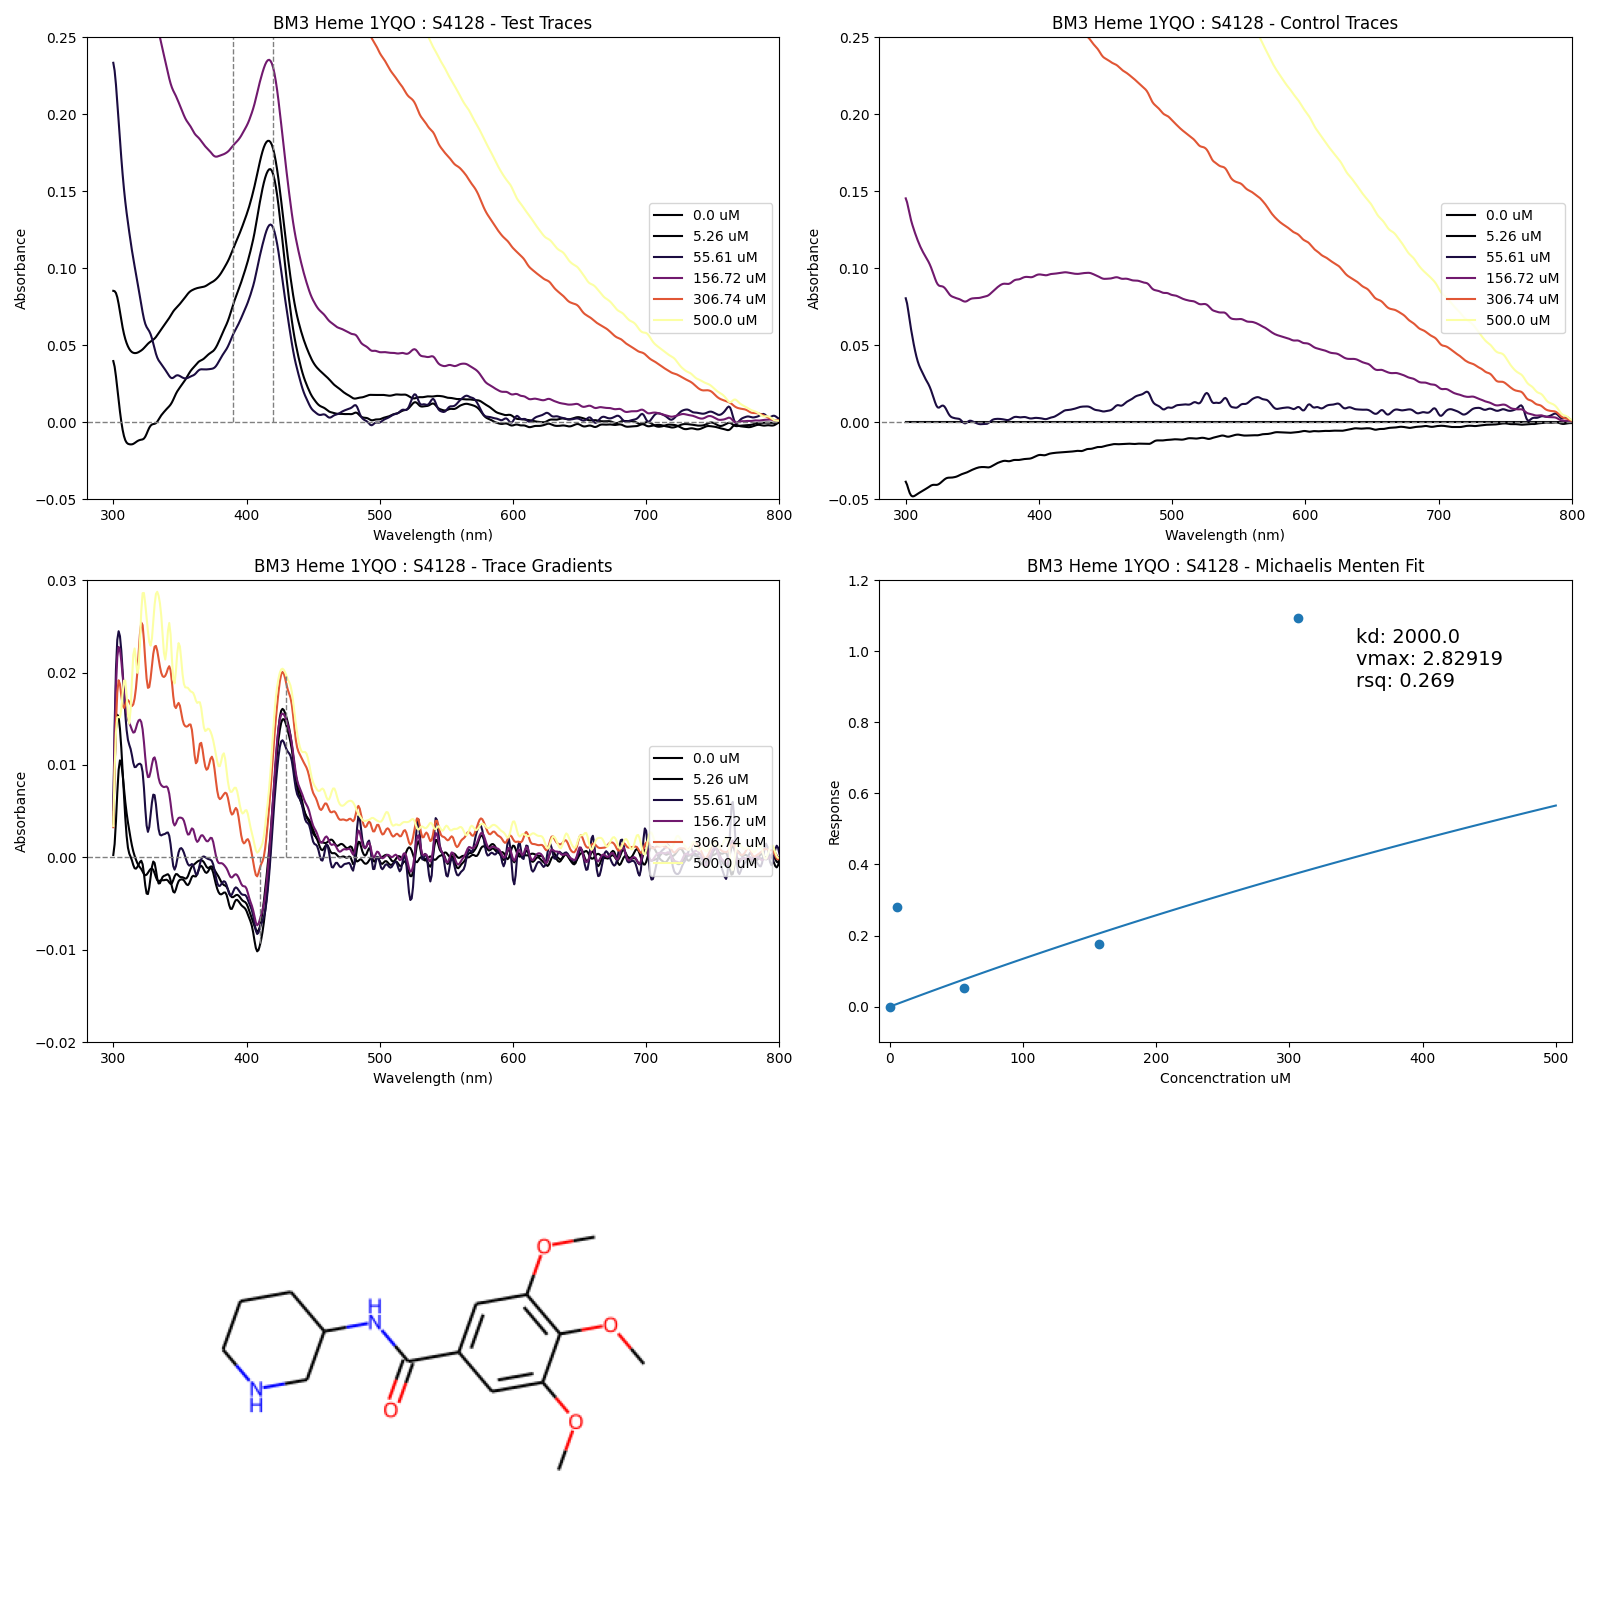 BM3 Heme 1YQO : S4128 - Test Traces
0.25
0.20
0.15
0.10
0.05
0.00
−0.05
Absorbance
300
400
500
600
700
800
Wavelength (nm)
0.0 uM
5.26 uM
55.61 uM
156.72 uM
306.74 uM
500.0 uM
BM3 Heme 1YQO : S4128 - Control Traces
0.25
0.20
0.15
0.10
0.05
0.00
−0.05
Absorbance
300
400
500
600
700
800
Wavelength (nm)
0.0 uM
5.26 uM
55.61 uM
156.72 uM
306.74 uM
500.0 uM
BM3 Heme 1YQO : S4128 - Trace Gradients
0.03
0.02
0.01
0.00
−0.01
−0.02
Absorbance
300
400
500
600
700
800
Wavelength (nm)
0.0 uM
5.26 uM
55.61 uM
156.72 uM
306.74 uM
500.0 uM
BM3 Heme 1YQO : S4128 - Michaelis Menten Fit
1.2
1.0
0.8
0.6
0.4
0.2
0.0
Response
0
100
200
300
400
500
Concenctration uM
kd: 2000.0
vmax: 2.82919
rsq: 0.269
O
H
N
O
N
H
O
O